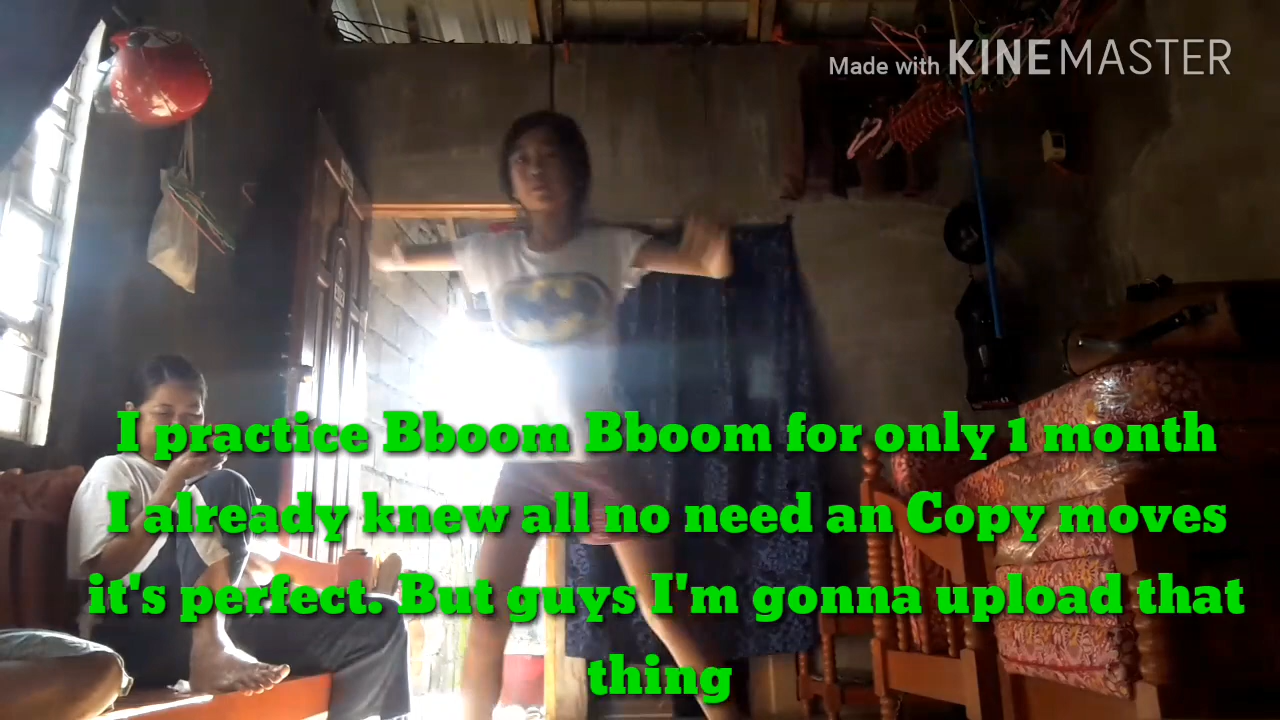 Made with KINEMASTER
I practice Bboom Bboom for only 1 month
I already knew all no need an Copy moves
it's perfect. But guys I'm gonna upload that
thing